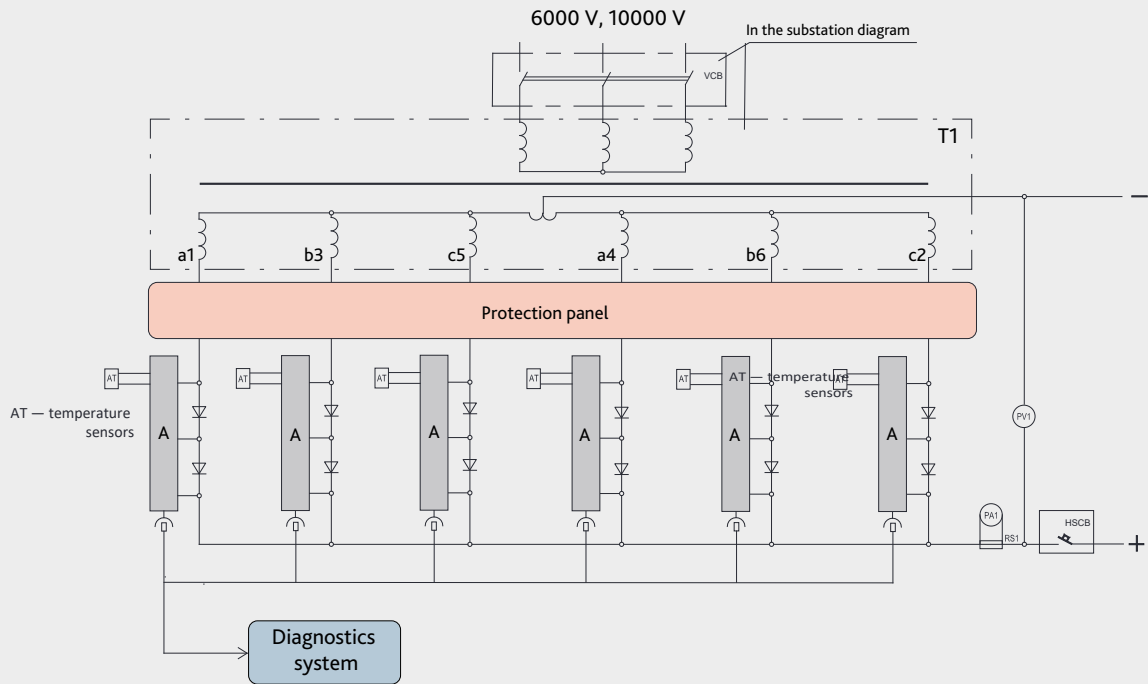 6000 V, 10000 V
In the substation diagram
VCB
T1
−
a1
b3
c5
a4
b6
c2
Protection panel
AT
AT
AT
AT
AT
AT
AT — temperature
sensors
AT — temperature
sensors
A
A
A
A
A
A
PV1
PA1
RS1
HSCB
+
Diagnostics
system